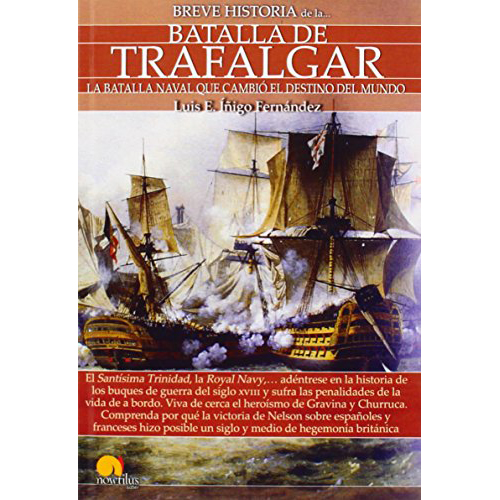 BREVE HISTORIA de la...
BATALLA DE
TRAFALGAR
LA BATALLA NAVAL QUE CAMBIÓ EL DESTINO DEL MUNDO
Luis E. Íñigo Fernández
El Santísima Trinidad, la Royal Navy,... adéntrese en la historia de
los buques de guerra del siglo XVIII y sufra las penalidades de la
vida de a bordo. Viva de cerca el heroísmo de Gravina y Churruca.
Comprenda por qué la victoria de Nelson sobre españoles y
franceses hizo posible un siglo y medio de hegemonía británica
nowtilus
saber